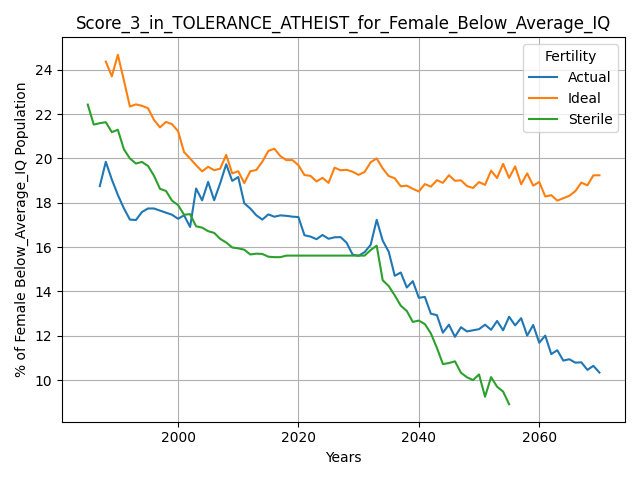 Score_3_in_TOLERANCE_ATHEIST_for_Female_Below_Average_IQ
% of Female Below_Average_IQ Population
24
22
20
18
16
14
12
10
Fertility
Actual
Ideal
Sterile
2000
2020
2040
2060
Years